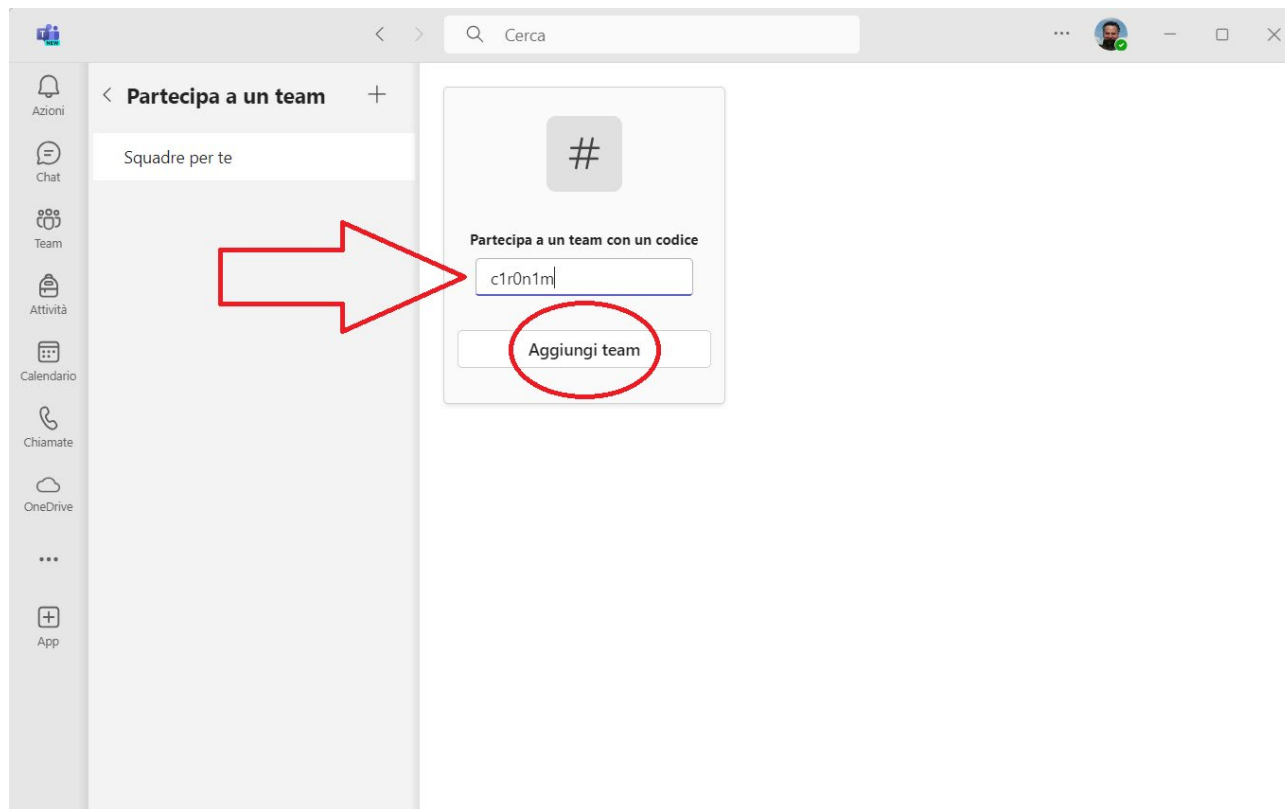 NEW
Cerca
Azioni
Chat
Team
Attività
Calendario
Chiamate
OneDrive
App
Partecipa a un team
Squadre per te
#
Partecipa a un team con un codice
c1r0n1m
Aggiungi team